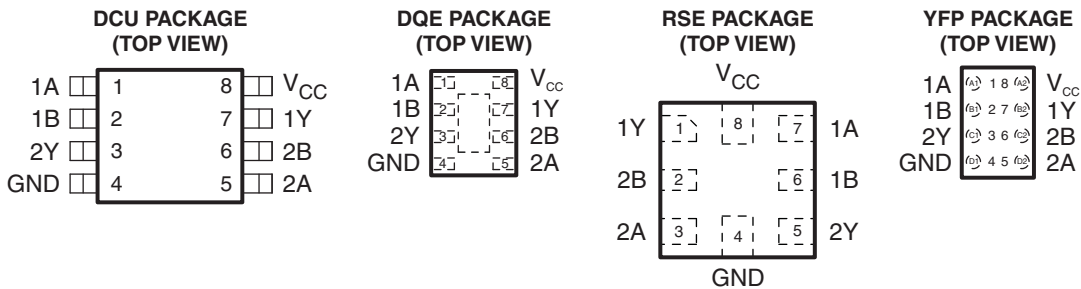 DCU PACKAGE
(TOP VIEW)
1A 1 8 VCC
1B 2 7 1Y
2Y 3 6 2B
GND 4 5 2A
DQE PACKAGE
(TOP VIEW)
1A 1 8 VCC
1B 2 7 1Y
2Y 3 6 2B
GND 4 5 2A
RSE PACKAGE
(TOP VIEW)
VCC
8
1Y 1 7 1A
2B 2 6 1B
2A 3 4 5 2Y
GND
YFP PACKAGE
(TOP VIEW)
1A A1 1 8 A2 VCC
1B B1 2 7 B2 1Y
2Y C1 3 6 C2 2B
GND D1 4 5 D2 2A